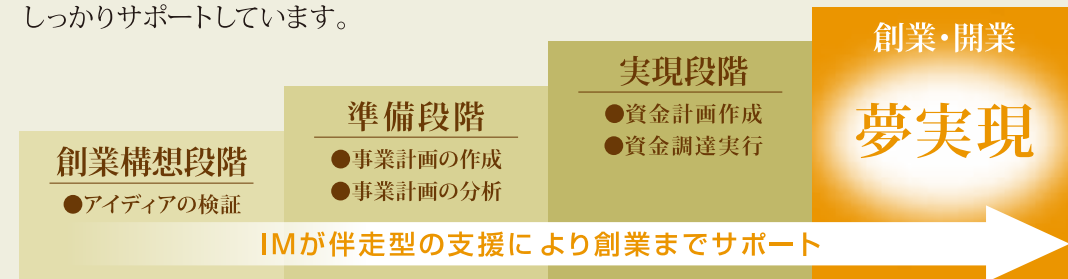 しっかりサポートしています。
創業構想段階
●アイディアの検証
準備段階
●事業計画の作成
●事業計画の分析
実現段階
●資金計画作成
●資金調達実行
創業・開業
夢実現
IMが伴走型の支援により創業までサポート